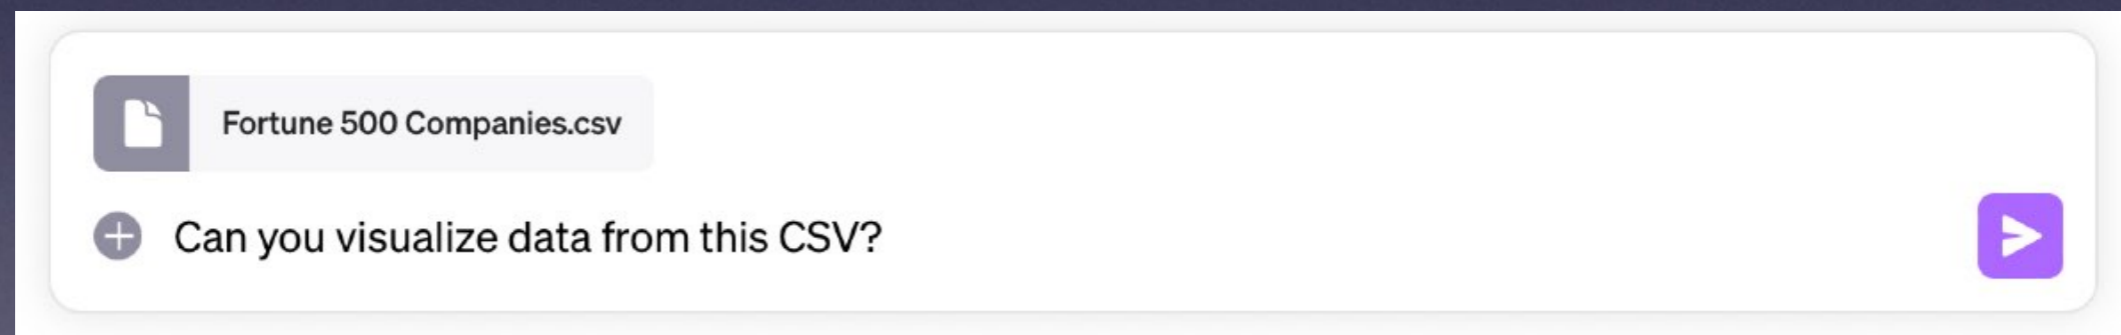 Fortune 500 Companies.csv
Can you visualize data from this CSV?